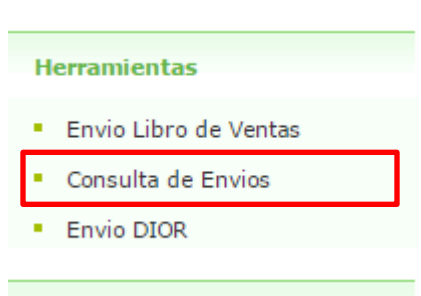 Herramientas
Envio Libro de Ventas
Consulta de Envios
Envio DIOR